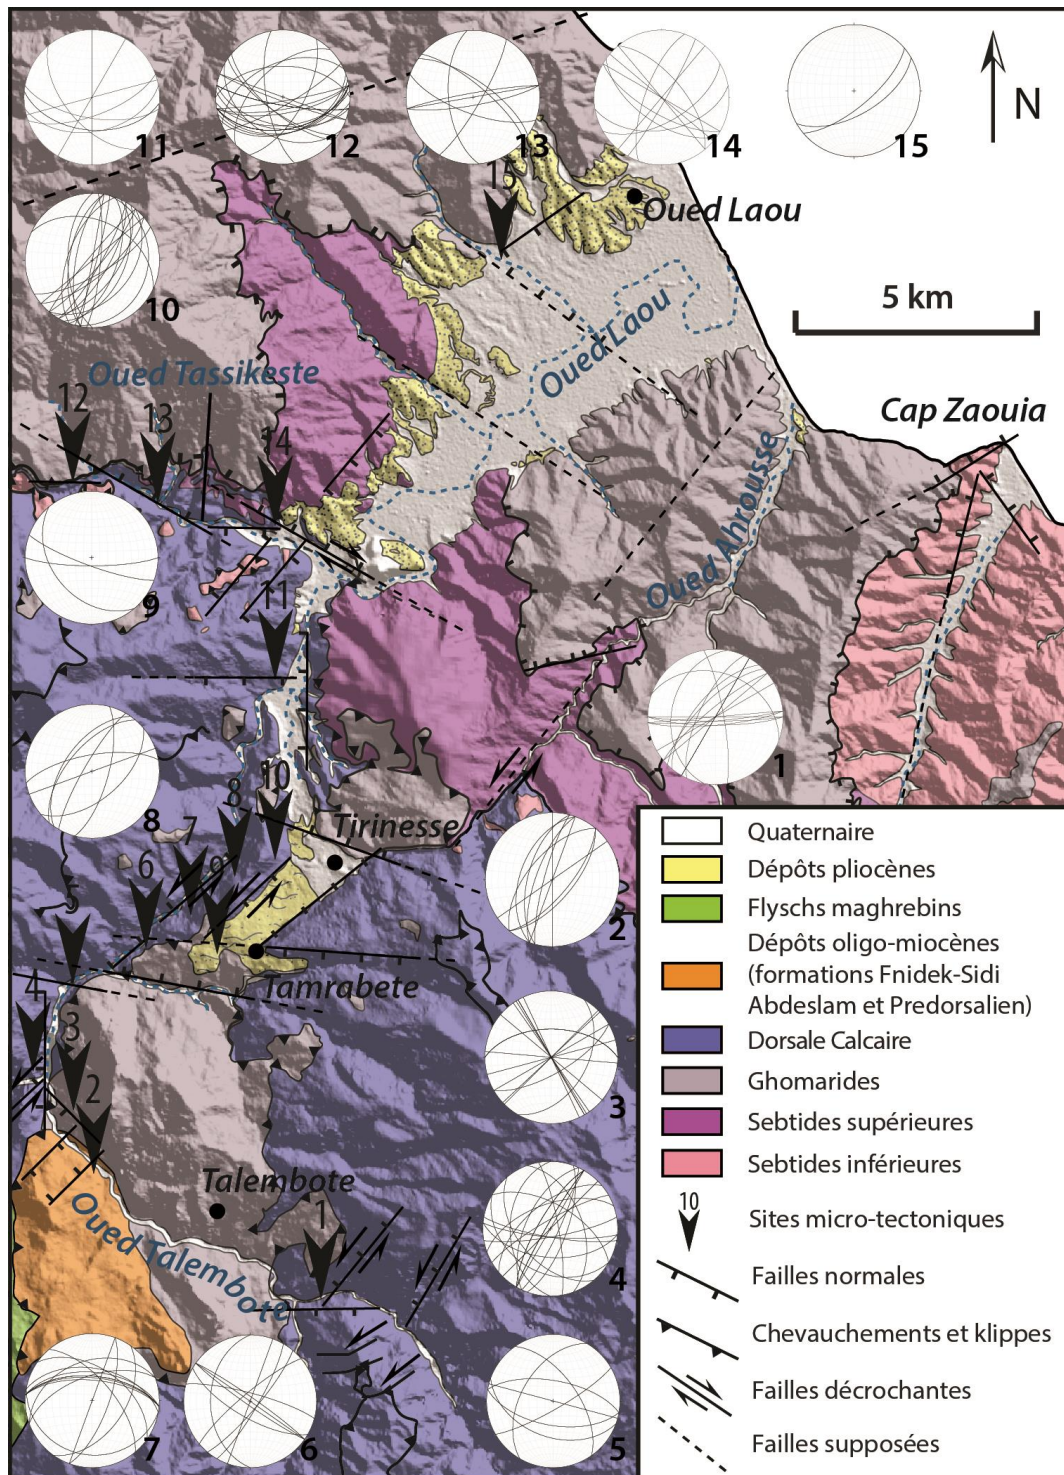 11
12
13
14
15
N
15
Oued Laou
10
5 km
Oued Laou
Oued Tassikeste
12
13
14
Cap Zaouia
Oued Ahrousse
9
11
1
8
10
8
Tirinesse
7
6
9
5
2
Tamrabete
4
3
3
2
Talembote
1
4
Oued Talembote
7
6
5
Quaternaire
Dépôts pliocènes
Flyschs maghrebins
Dépôts oligo-miocènes
(formations Fnidek-Sidi
Abdeslam et Predorsalien)
Dorsale Calcaire
Ghomarides
Sebtides supérieures
Sebtides inférieures
10
Sites micro-tectoniques
Failles normales
Chevauchements et klippes
Failles décrochantes
Failles supposées